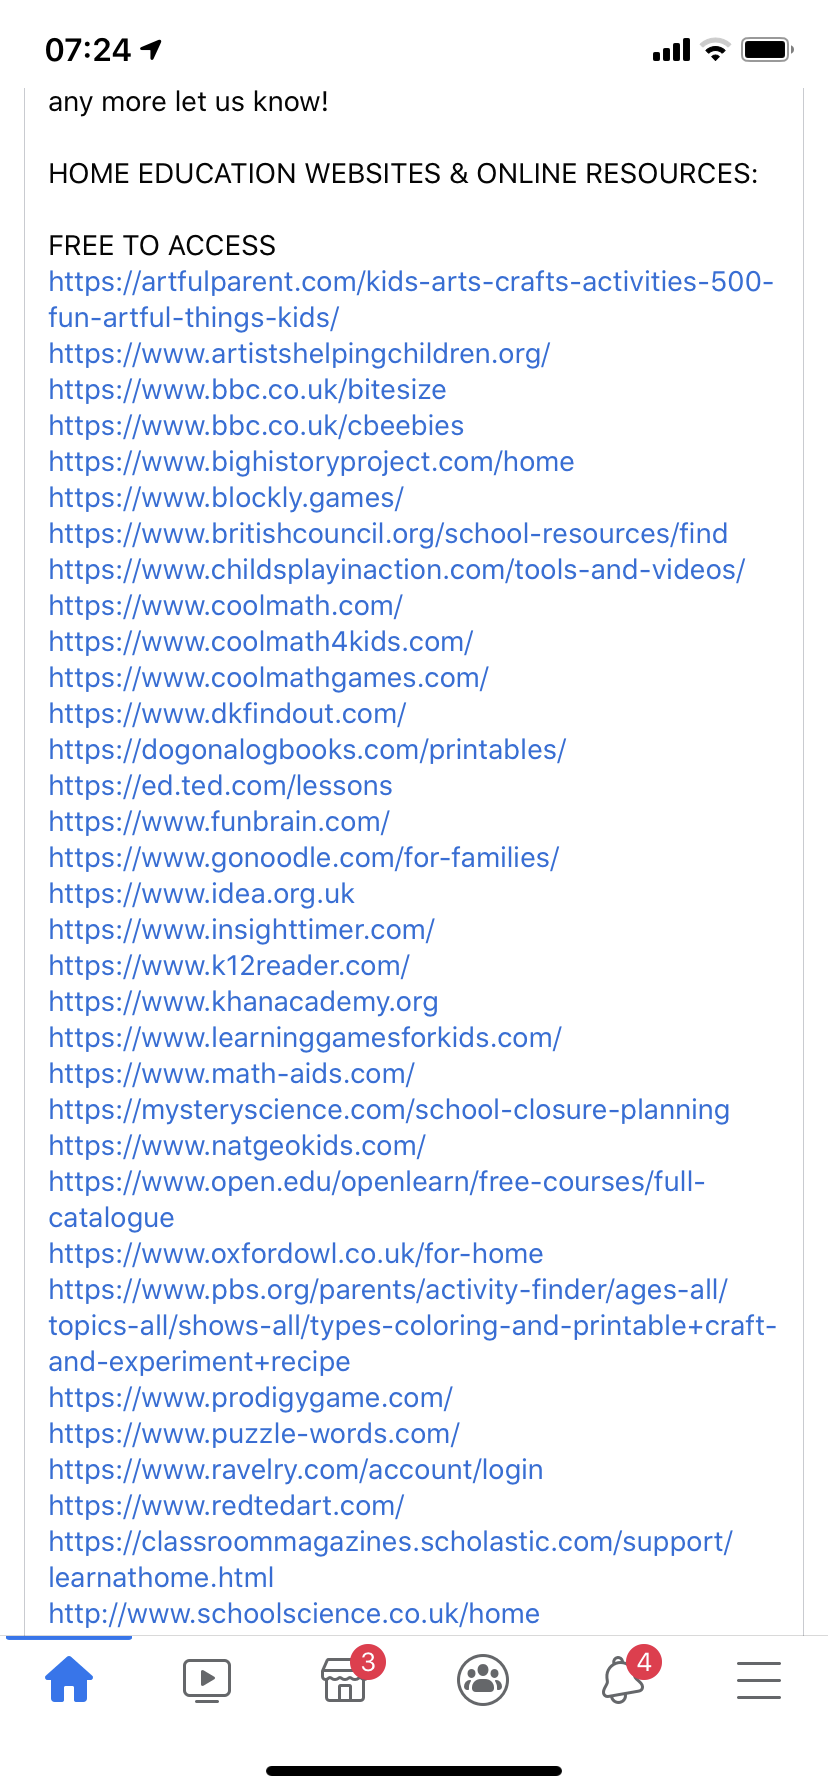 07:24
any more let us know!
HOME EDUCATION WEBSITES & ONLINE RESOURCES:
FREE TO ACCESS
https://artfulparent.com/kids-arts-crafts-activities-500-
fun-artful-things-kids/
https://www.artistshelpingchildren.org/
https://www.bbc.co.uk/bitesize
https://www.bbc.co.uk/cbeebies
https://www.bighistoryproject.com/home
https://www.blockly.games/
https://www.britishcouncil.org/school-resources/find
https://www.childsplayinaction.com/tools-and-videos/
https://www.coolmath.com/
https://www.coolmath4kids.com/
https://www.coolmathgames.com/
https://www.dkfindout.com/
https://dogonalogbooks.com/printables/
https://ed.ted.com/lessons
https://www.funbrain.com/
https://www.gonoodle.com/for-families/
https://www.idea.org.uk
https://www.insighttimer.com/
https://www.k12reader.com/
https://www.khanacademy.org
https://www.learninggamesforkids.com/
https://www.math-aids.com/
https://mysteryscience.com/school-closure-planning
https://www.natgeokids.com/
https://www.open.edu/openlearn/free-courses/full-
catalogue
https://www.oxfordowl.co.uk/for-home
https://www.pbs.org/parents/activity-finder/ages-all/
topics-all/shows-all/types-coloring-and-printable+craft-
and-experiment+recipe
https://www.prodigygame.com/
https://www.puzzle-words.com/
https://www.ravelry.com/account/login
https://www.redtedart.com/
https://classroommagazines.scholastic.com/support/
learnathome.html
http://www.schoolscience.co.uk/home
3
4